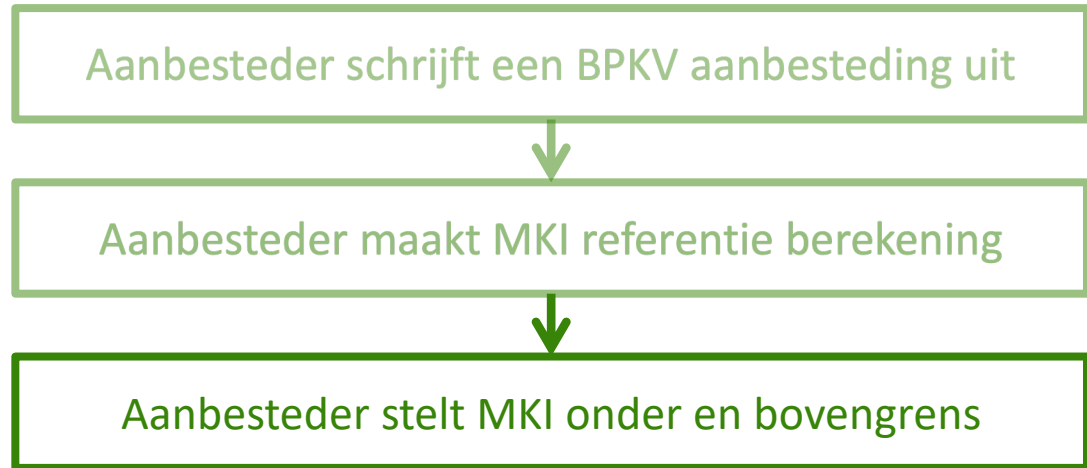 Aanbesteder schrijft een BPKV aanbesteding uit
Aanbesteder maakt MKI referentie berekening
Aanbesteder stelt MKI onder en bovengrens